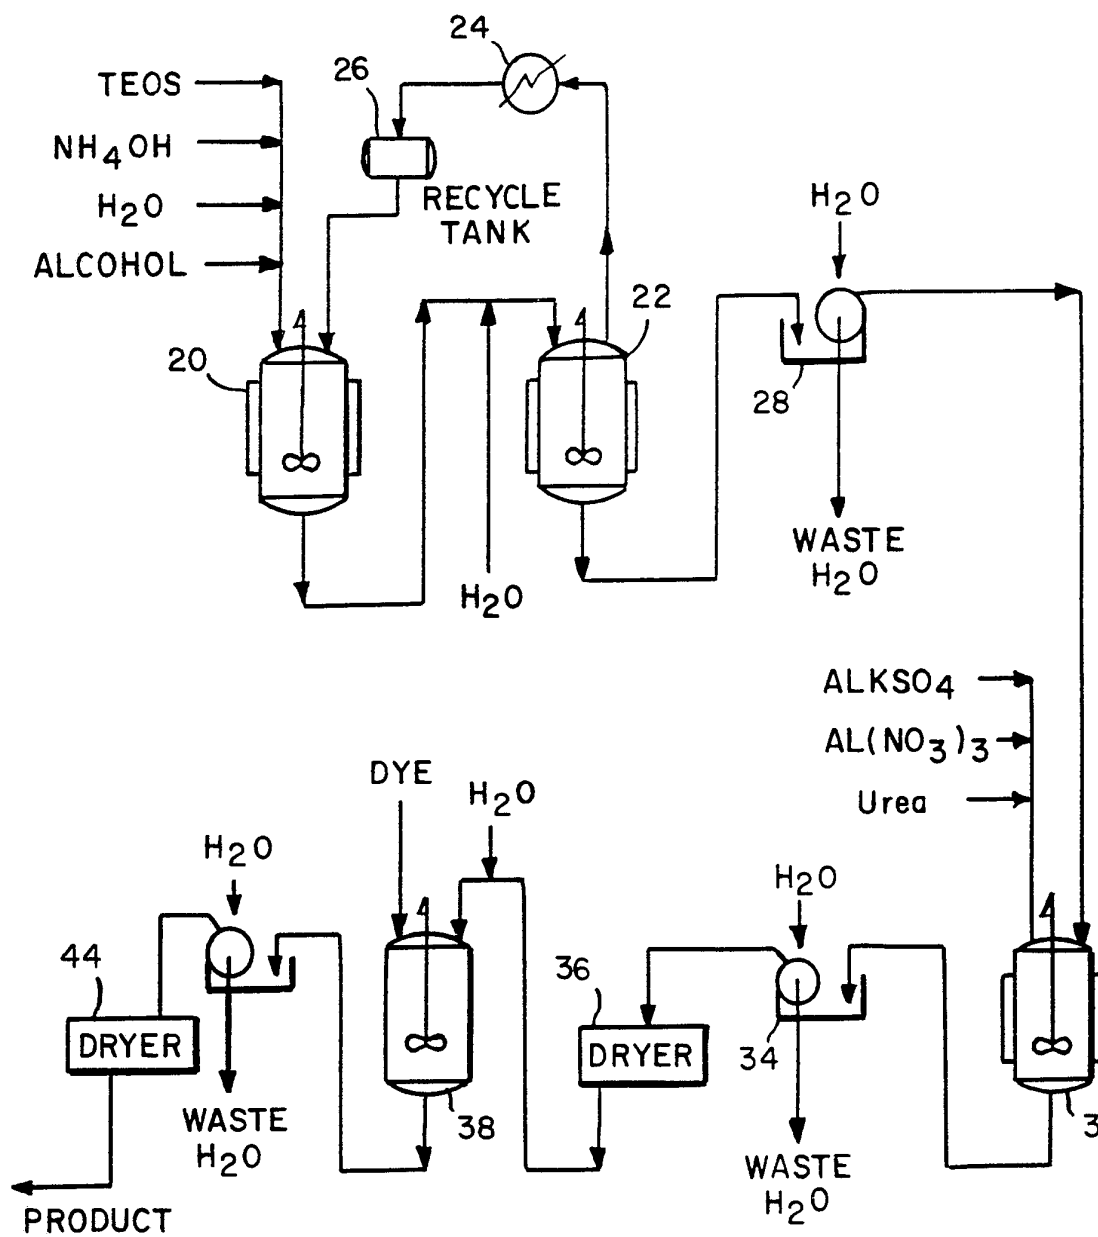 24
26
TEOS
NH4OH
H2O
ALCOHOL
RECYCLE
TANK
H2O
20
22
28
WASTE
H2O
H2O
ALKSO4
AL(NO3)3
Urea
DYE
H2O
H2O
H2O
44
36
DRYER
DRYER
34
38
3
WASTE
H2O
WASTE
H2O
PRODUCT